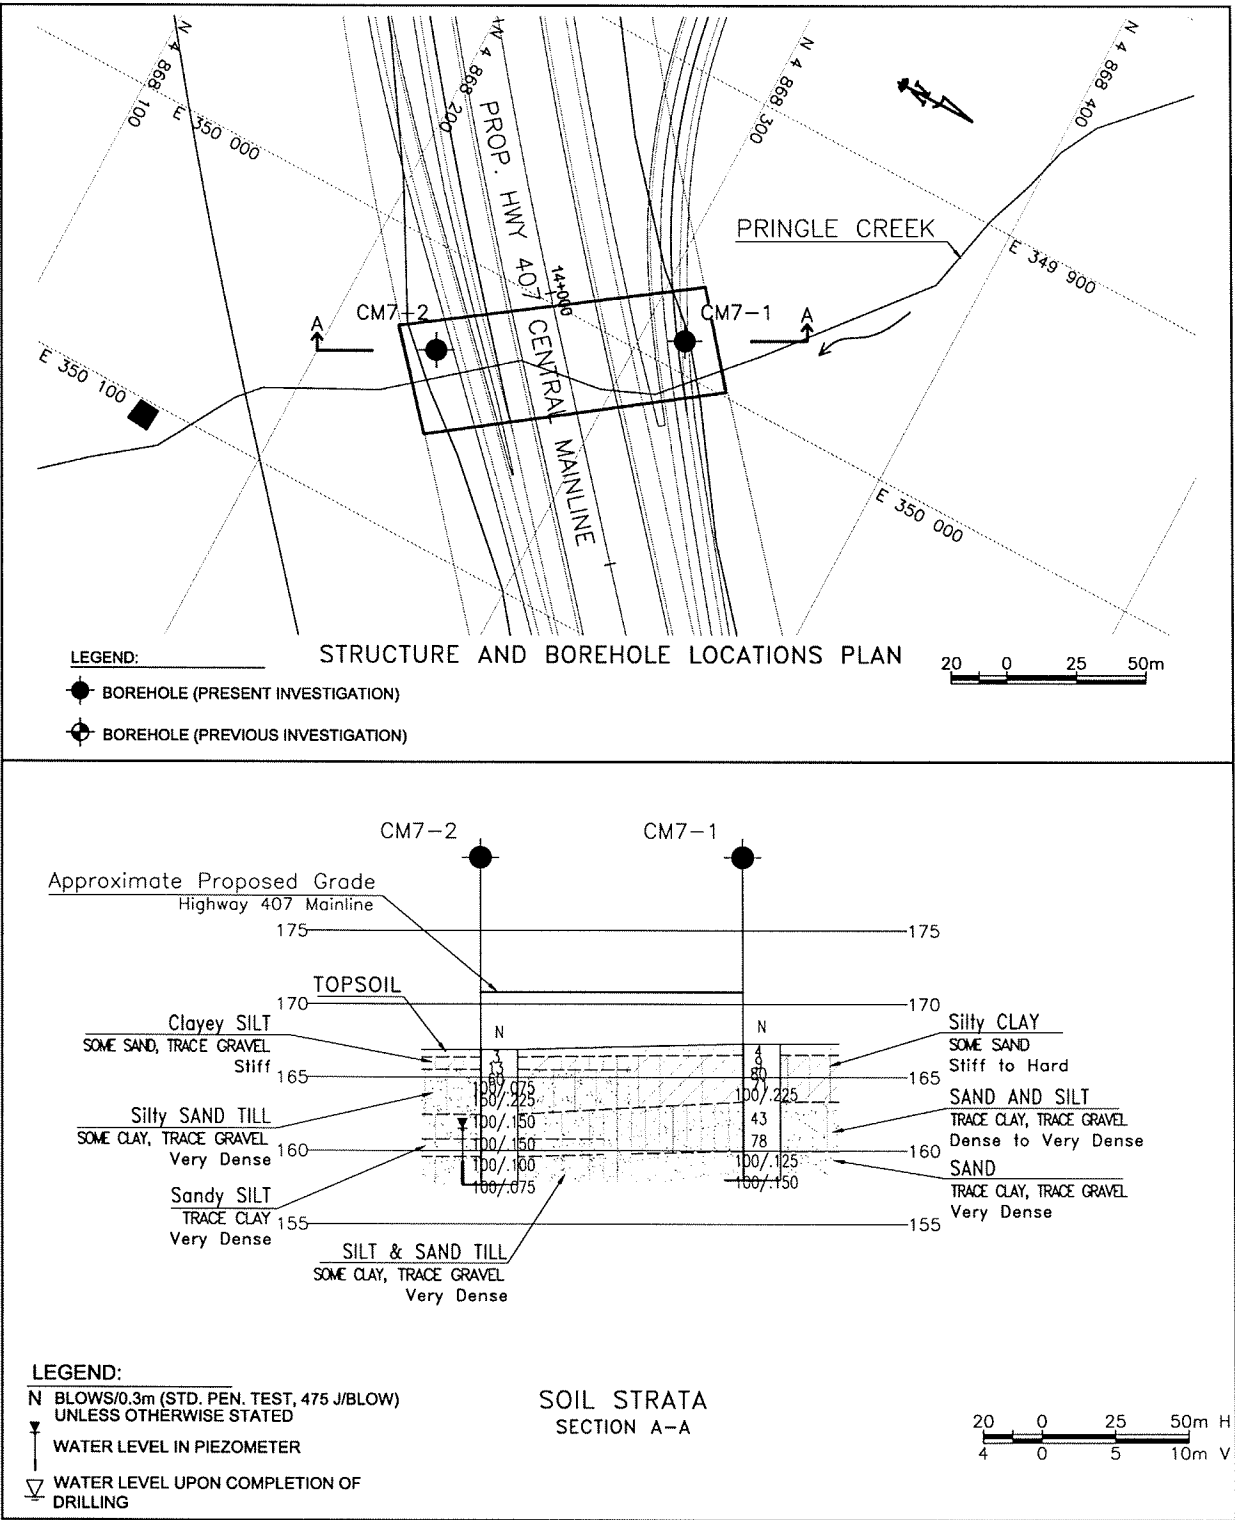 N 4 868 100
E 350 000
N 4 868 200
PROP. HWY 407 CENTRAL MAINLINE
14+000
N 4 868 300
N
N 4 868 400
PRINGLE CREEK
E 349 900
CM7-2
CM7-1
A
A
E 350 100
E 350 000
STRUCTURE AND BOREHOLE LOCATIONS PLAN
20 0 25 50m
LEGEND:
BOREHOLE (PRESENT INVESTIGATION)
BOREHOLE (PREVIOUS INVESTIGATION)
CM7-2
CM7-1
Approximate Proposed Grade
Highway 407 Mainline
175
175
TOPSOIL
170
170
N
N
Clayey SILT
SOME SAND, TRACE GRAVEL
Stiff
165
165
Silty SAND TILL
SOME CLAY, TRACE GRAVEL
Very Dense
160
160
Sandy SILT
TRACE CLAY
Very Dense
155
155
SILT & SAND TILL
SOME CLAY, TRACE GRAVEL
Very Dense
3
13
60
100/.075
150/.225
100/.150
100/.150
100/.100
100/.075
4
9
80
71
100/.225
43
78
100/.125
100/.150
Silty CLAY
SOME SAND
Stiff to Hard
SAND AND SILT
TRACE CLAY, TRACE GRAVEL
Dense to Very Dense
SAND
TRACE CLAY, TRACE GRAVEL
Very Dense
LEGEND:
N BLOWS/0.3m (STD. PEN. TEST, 475 J/BLOW)
UNLESS OTHERWISE STATED
WATER LEVEL IN PIEZOMETER
WATER LEVEL UPON COMPLETION OF
DRILLING
SOIL STRATA
SECTION A-A
20 0 25 50m H
4 0 5 10m V